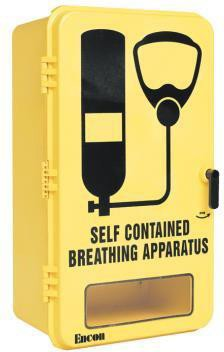 SELF CONTAINED
BREATHING APPARATUS
Encon